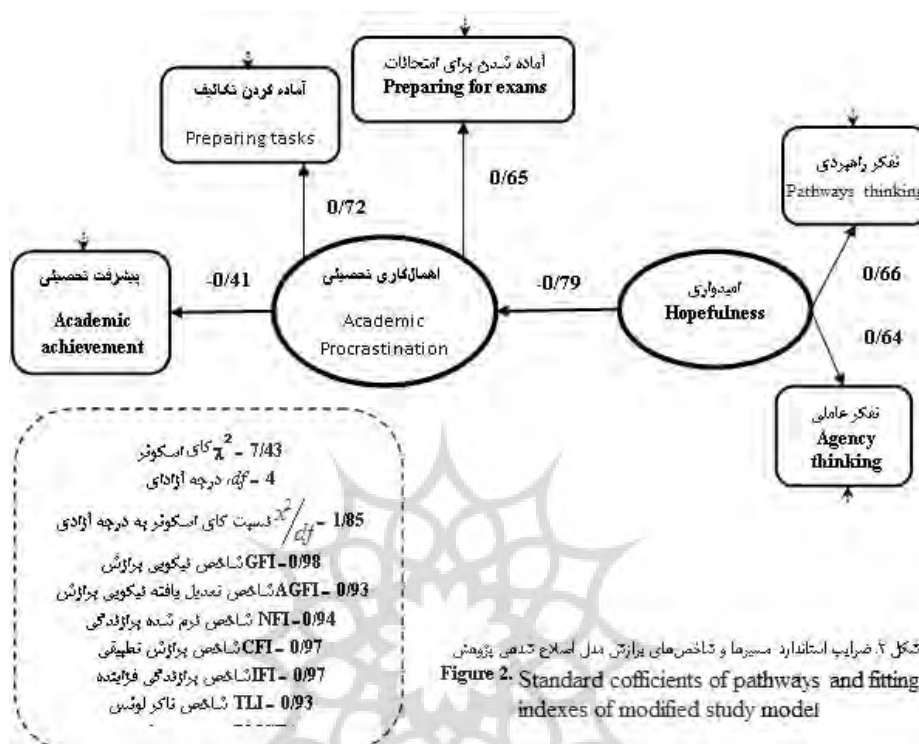 آماده شدن برای امتحانات
Preparing for exams
آماده کردن تکالیف
Preparing tasks
تفکر راهبردی
Pathways thinking
0/65
0/72
0/66
پیشرفت تحصیلی
Academic
achievement
-0/41
اهمال‌کاری تحصیلی
Academic
Procrastination
-0/79
امیدواری
Hopefulness
0/64
تفکر عاملی
Agency
thinking
کای اسکوئر χ² = 7/43
درجه آزادای df، = 4
نسبت کای اسکوئر به درجه آزادی x²/df = 1/85
شاخص نیکویی برازش GFI= 0/98
شاخص تعدیل یافته نیکویی برازش AGFI= 0/93
شاخص نرم شده برازندگی NFI= 0/94
شاخص برازش تطبیقی CFI= 0/97
شاخص برازندگی فزاینده IFI= 0/97
شاخص تاکر لوئس TLI= 0/93
شکل ۲. ضرایب استاندارد مسیرها و شاخص‌های برازش مدل اصلاح شدهی پژوهش
Figure 2. Standard cofficients of pathways and fitting
indexes of modified study model